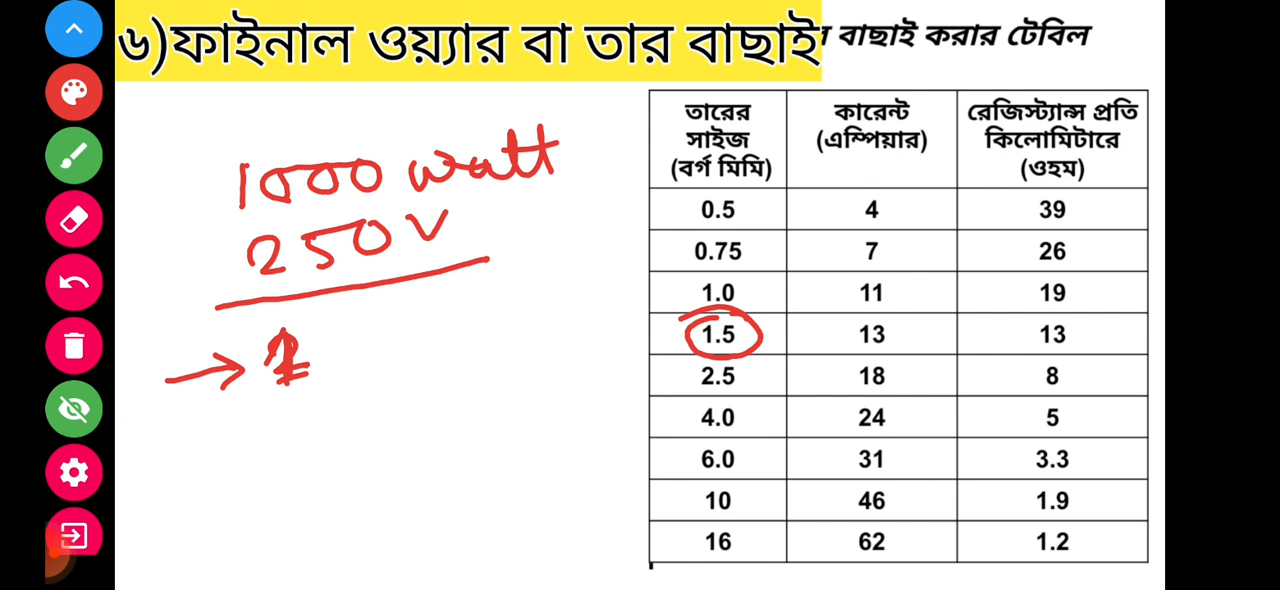 ৬)ফাইনাল ওয়্যার বা তার বাছাই
বাছাই করার টেবিল
1000 watt
250 V
তারের সাইজ (বর্গ মিমি) কারেন্ট (এম্পিয়ার) রেজিস্ট্যান্স প্রতি কিলোমিটারে (ওহম)
0.5 4 39
0.75 7 26
1.0 11 19
1.5 13 13
2.5 18 8
4.0 24 5
6.0 31 3.3
10 46 1.9
16 62 1.2